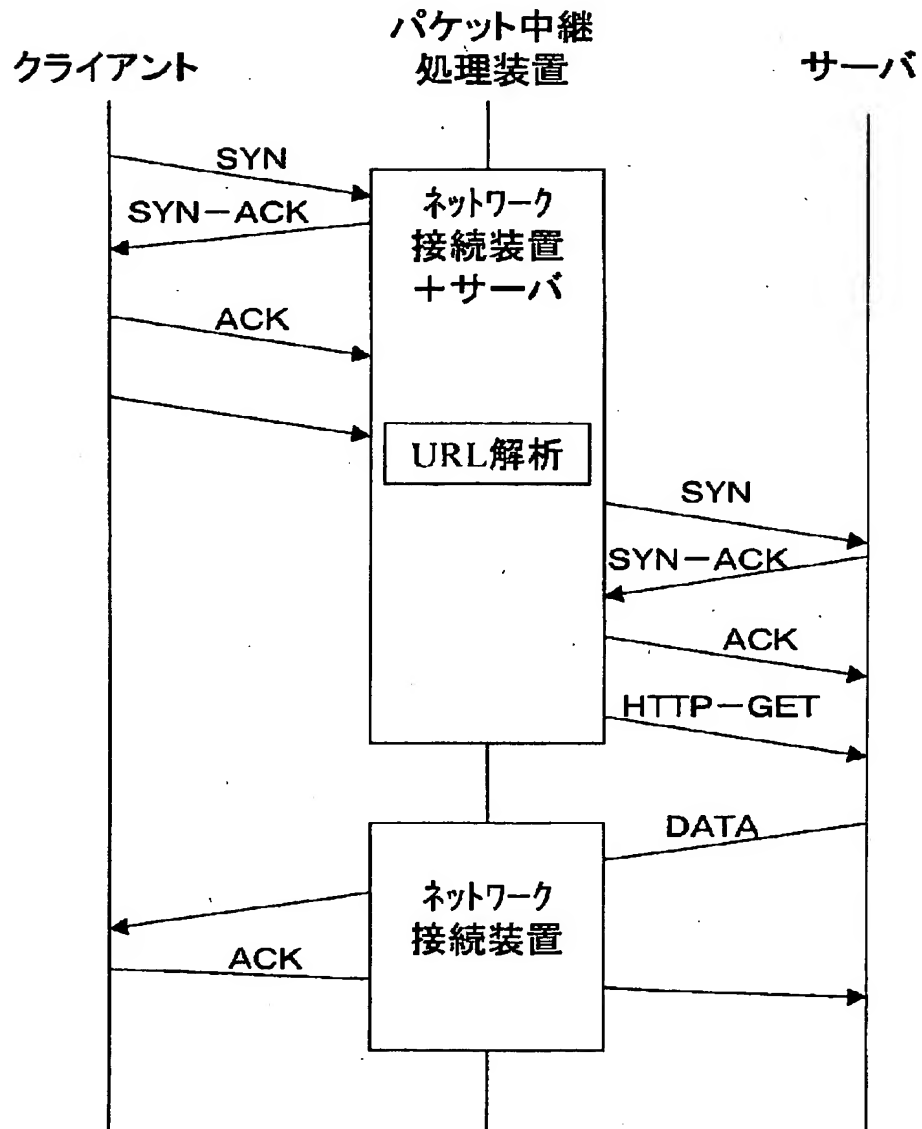 クライアント
パケット中継
処理装置
サーバ
SYN
SYN-ACK
ACK
ネットワーク
接続装置
+サーバ
URL解析
SYN
SYN-ACK
ACK
HTTP-GET
DATA
ネットワーク
接続装置
ACK